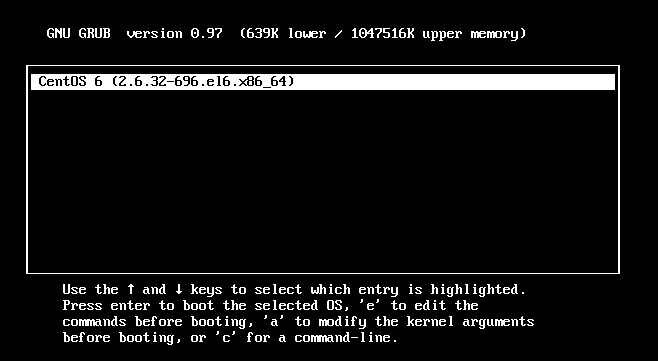 GNU GRUB  version 0.97  (639K lower / 1047516K upper memory)
CentOS 6 (2.6.32-696.el6.x86_64)
Use the ↑ and ↓ keys to select which entry is highlighted.
Press enter to boot the selected OS, 'e' to edit the
commands before booting, 'a' to modify the kernel arguments
before booting, or 'c' for a command-line.